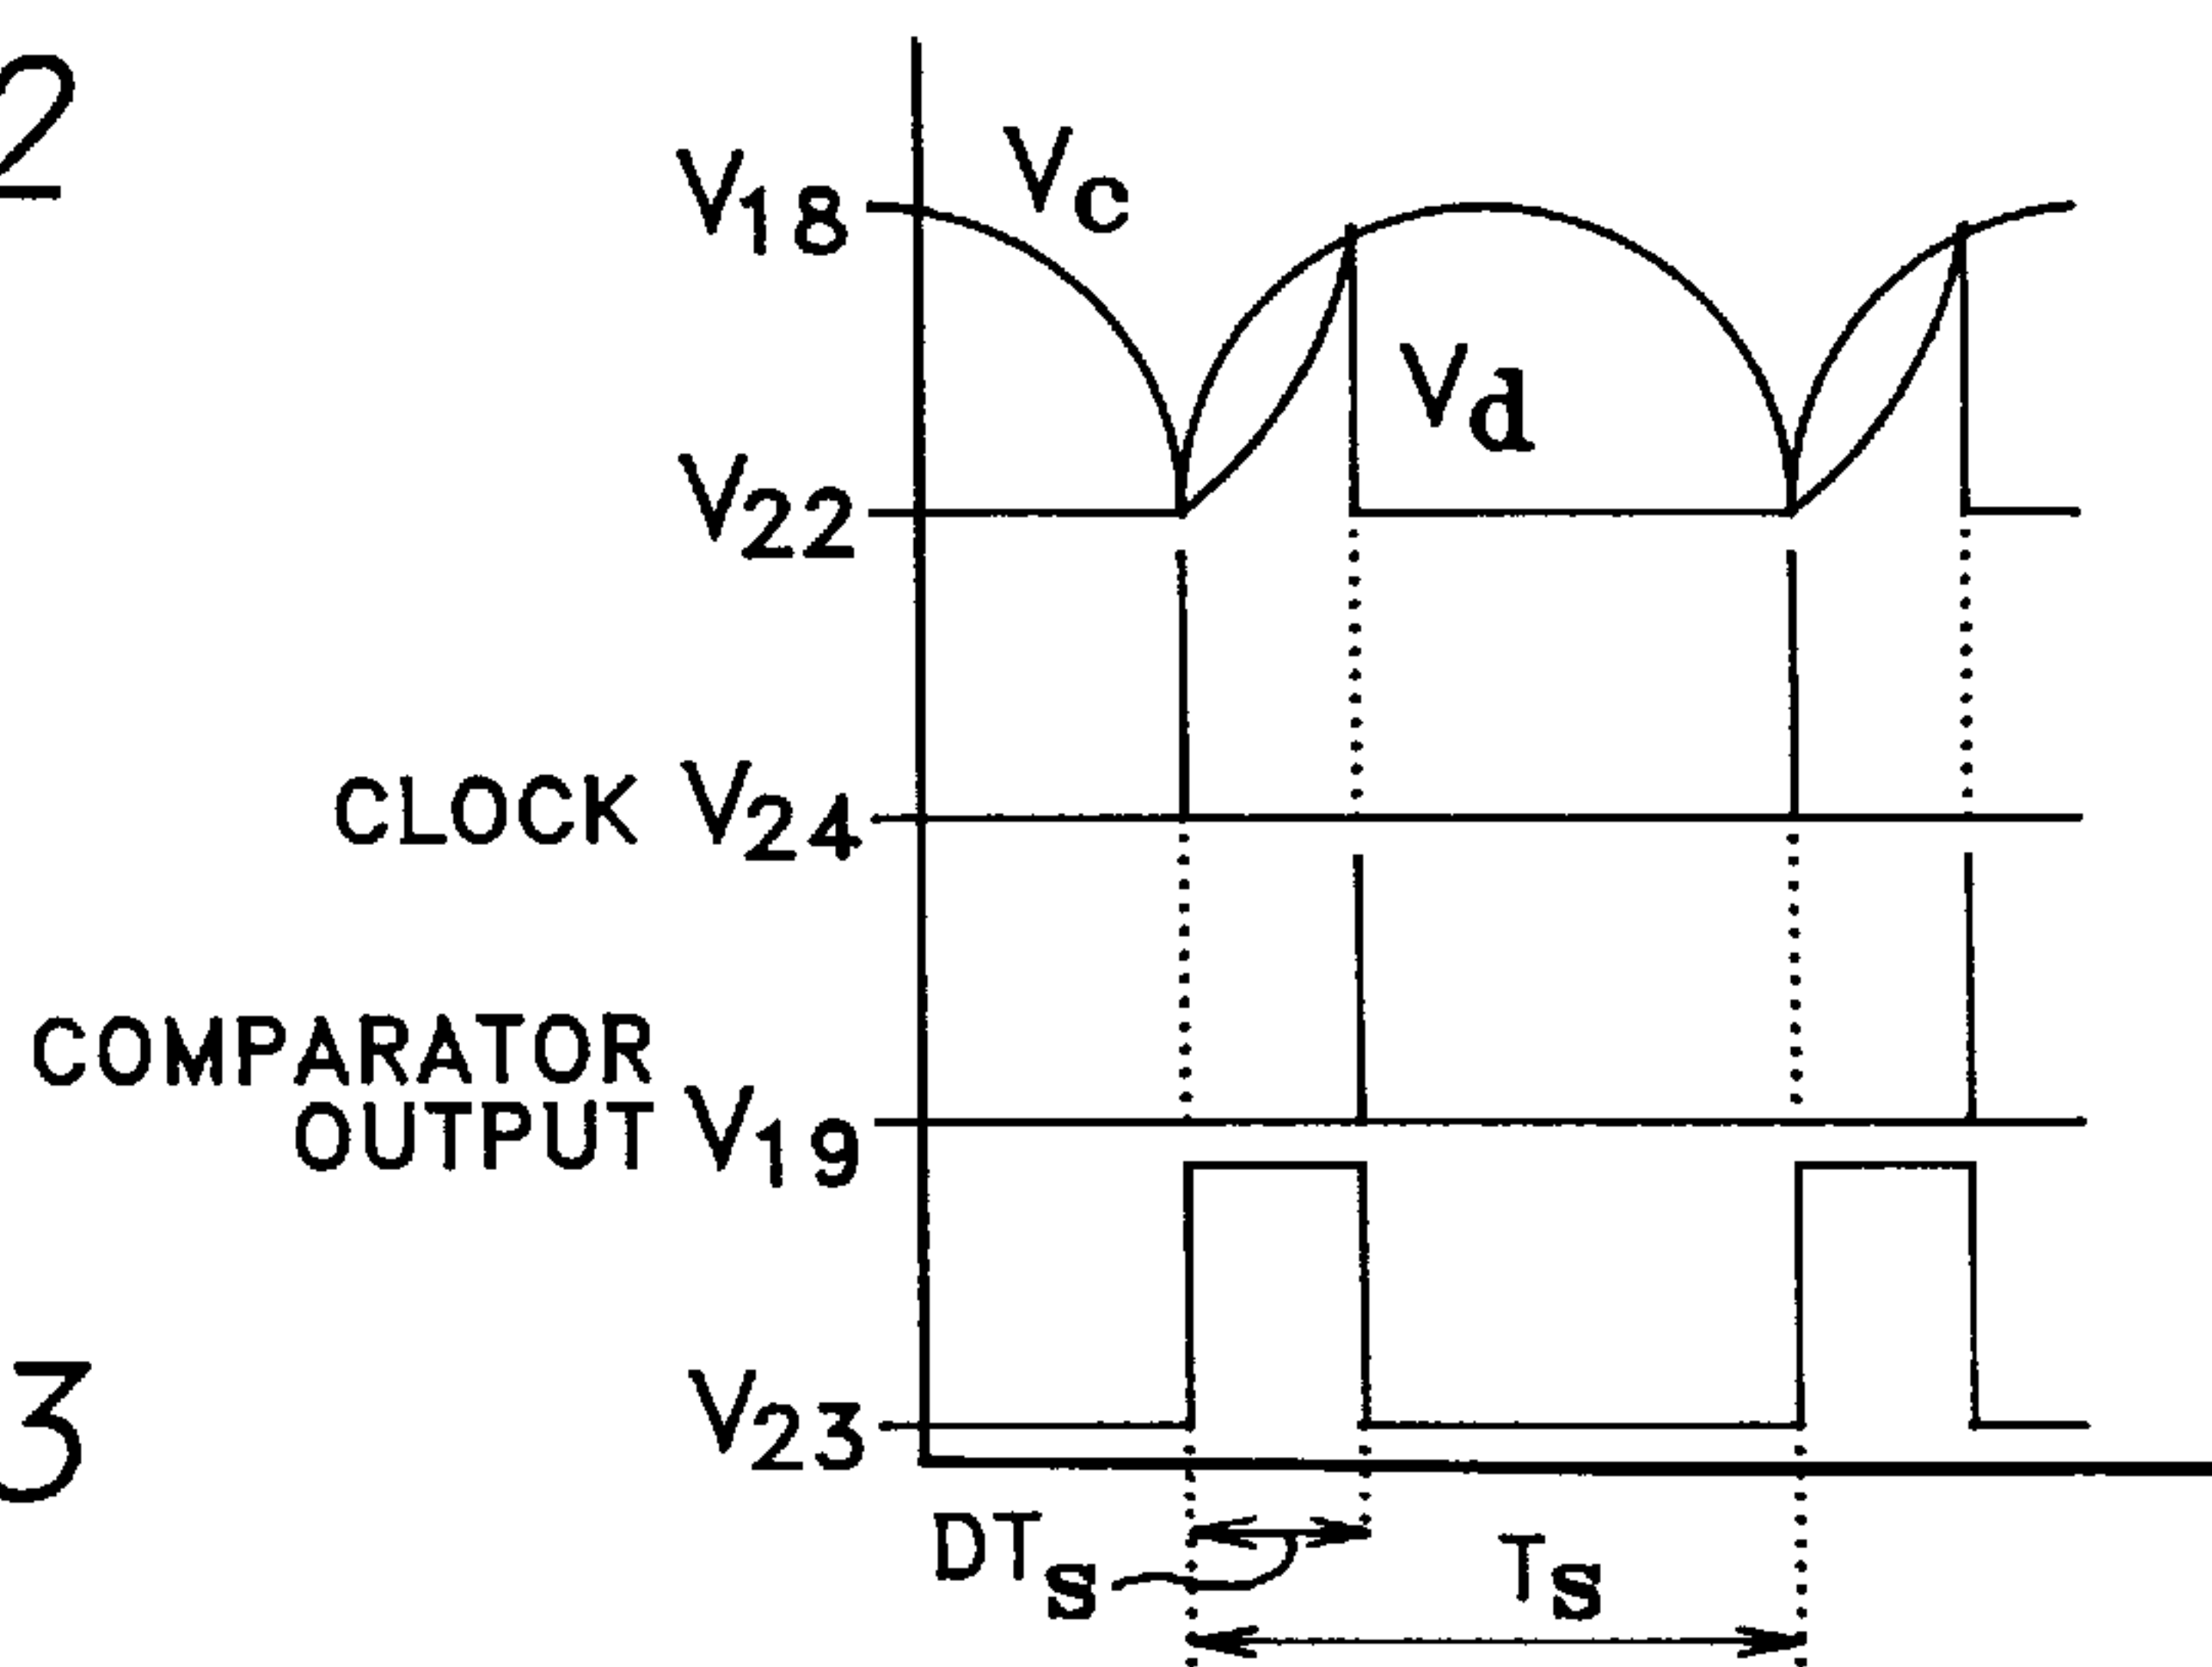 2
V18
Vc
Vd
V22
CLOCK V24
COMPARATOR
OUTPUT V19
V23
3
DTs
Ts